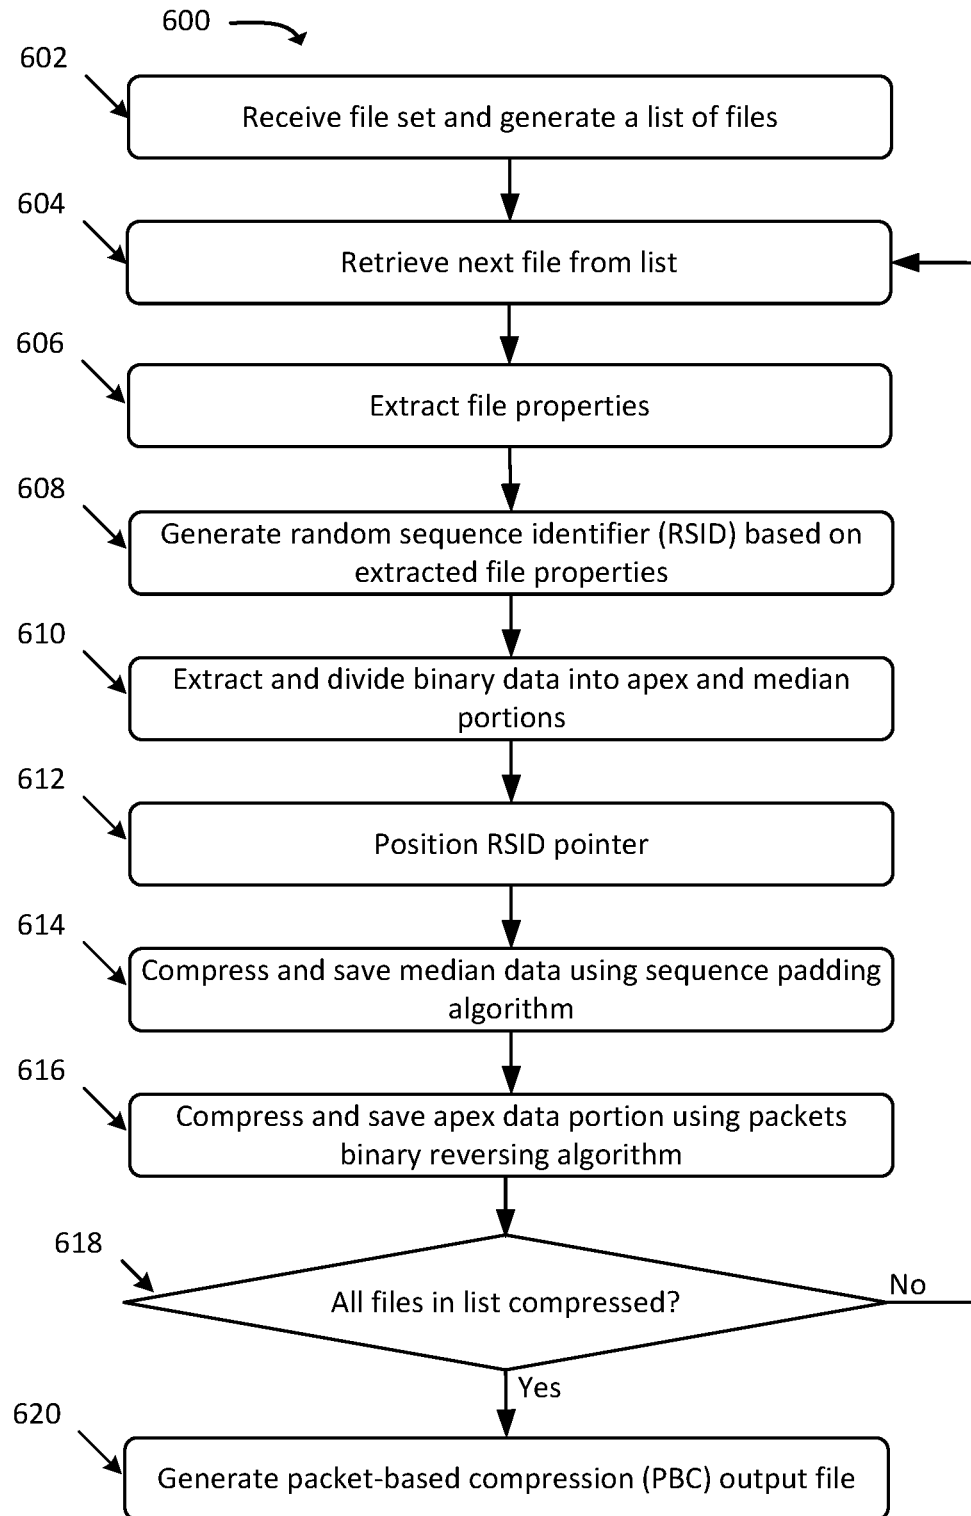 600
602
Receive file set and generate a list of files
604
Retrieve next file from list
606
Extract file properties
608
Generate random sequence identifier (RSID) based on
extracted file properties
610
Extract and divide binary data into apex and median
portions
612
Position RSID pointer
614
Compress and save median data using sequence padding
algorithm
616
Compress and save apex data portion using packets
binary reversing algorithm
618
All files in list compressed?
No
Yes
620
Generate packet-based compression (PBC) output file